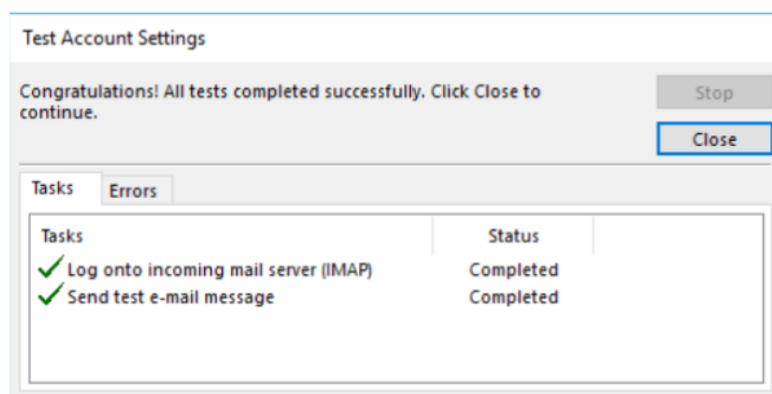 Test Account Settings
Congratulations! All tests completed successfully. Click Close to
continue.
Stop
Close
Tasks
Errors
Tasks Status
Log onto incoming mail server (IMAP) Completed
Send test e-mail message Completed